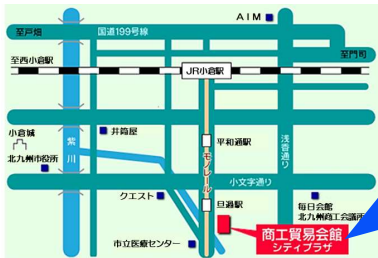 AIM
至戸畑
国道199号線
至門司
至西小倉駅
JR小倉駅
小倉城
井筒屋
平和通駅
浅香通り
紫川
モノレール
北九州市役所
小文字通り
クエスト
旦過駅
毎日会館
北九州商工会議所
商工貿易会館
シティプラザ
市立医療センター